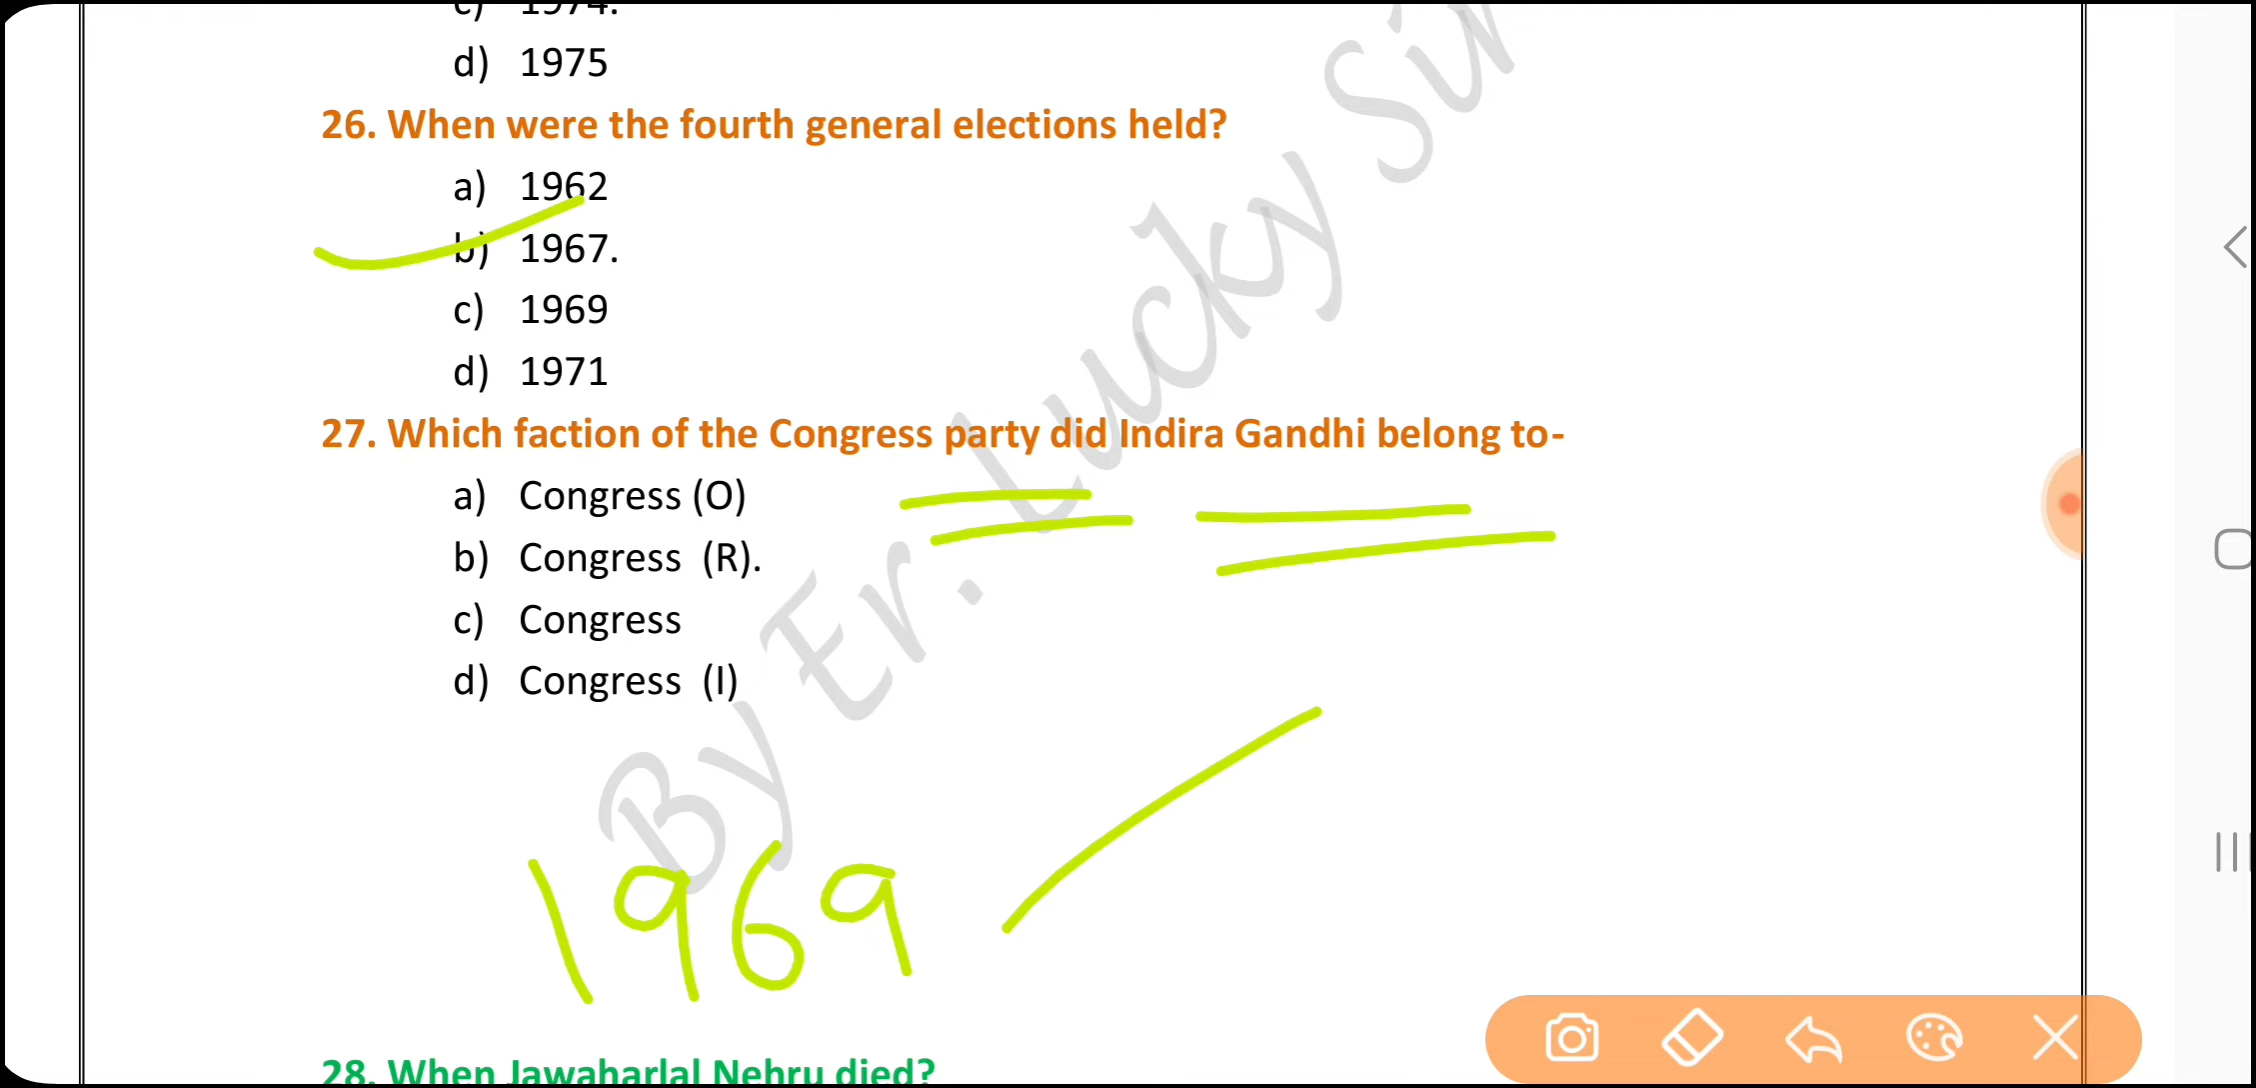 c) 1974.
d) 1975
26. When were the fourth general elections held?
a) 1962
b) 1967.
c) 1969
d) 1971
27. Which faction of the Congress party did Indira Gandhi belong to-
a) Congress (O)
b) Congress (R).
c) Congress
d) Congress (I)
By Er. Lucky Sir
1969
28. When Jawaharlal Nehru died?